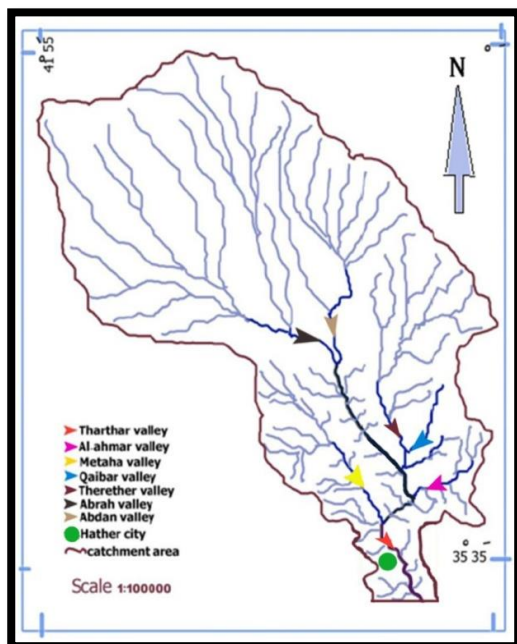 41 55
N
Tharthar valley
Al-ahmar valley
Metaha valley
Qaibar valley
Therether valley
Abrah valley
Abdan valley
Hather city
catchment area
35 35
Scale 1:100000